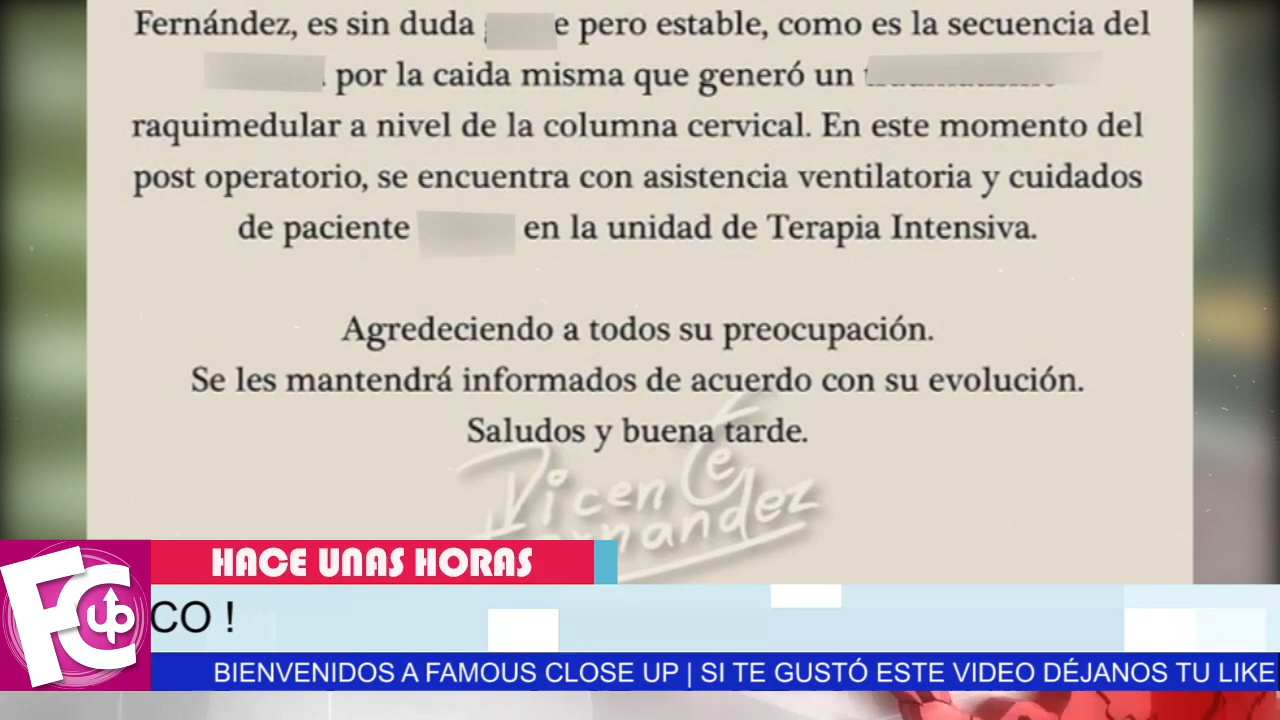 Fernández, es sin duda e pero estable, como es la secuencia del
por la caida misma que generó un
raquimedular a nivel de la columna cervical. En este momento del
post operatorio, se encuentra con asistencia ventilatoria y cuidados
de paciente en la unidad de Terapia Intensiva.
Agredeciendo a todos su preocupación.
Se les mantendrá informados de acuerdo con su evolución.
Saludos y buena tarde.
Vicente
Fernandez
HACE UNAS HORAS
FC up
CO !
BIENVENIDOS A FAMOUS CLOSE UP | SI TE GUSTÓ ESTE VIDEO DÉJANOS TU LIKE